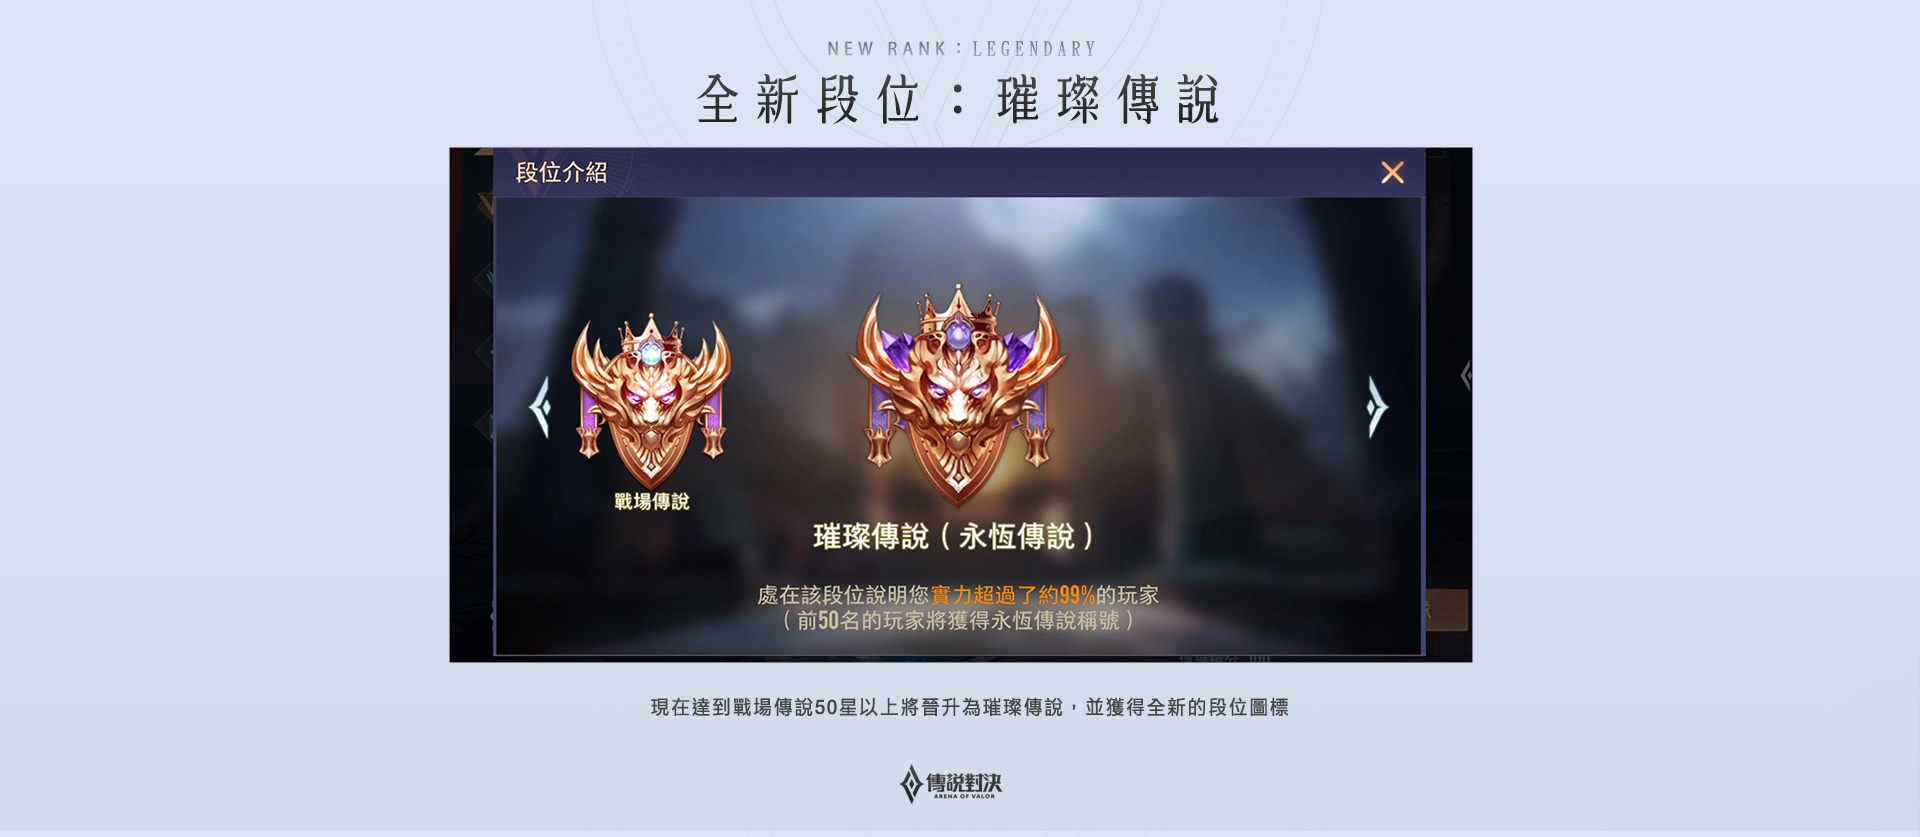 NEW RANK：LEGENDARY
全新段位：璀璨傳說
段位介紹
戰場傳說
璀璨傳說（永恆傳說）
處在該段位說明您實力超過了約99%的玩家
（前50名的玩家將獲得永恆傳說稱號）
現在達到戰場傳說50星以上將晉升為璀璨傳說，並獲得全新的段位圖標
傳說對決
ARENA OF VALOR